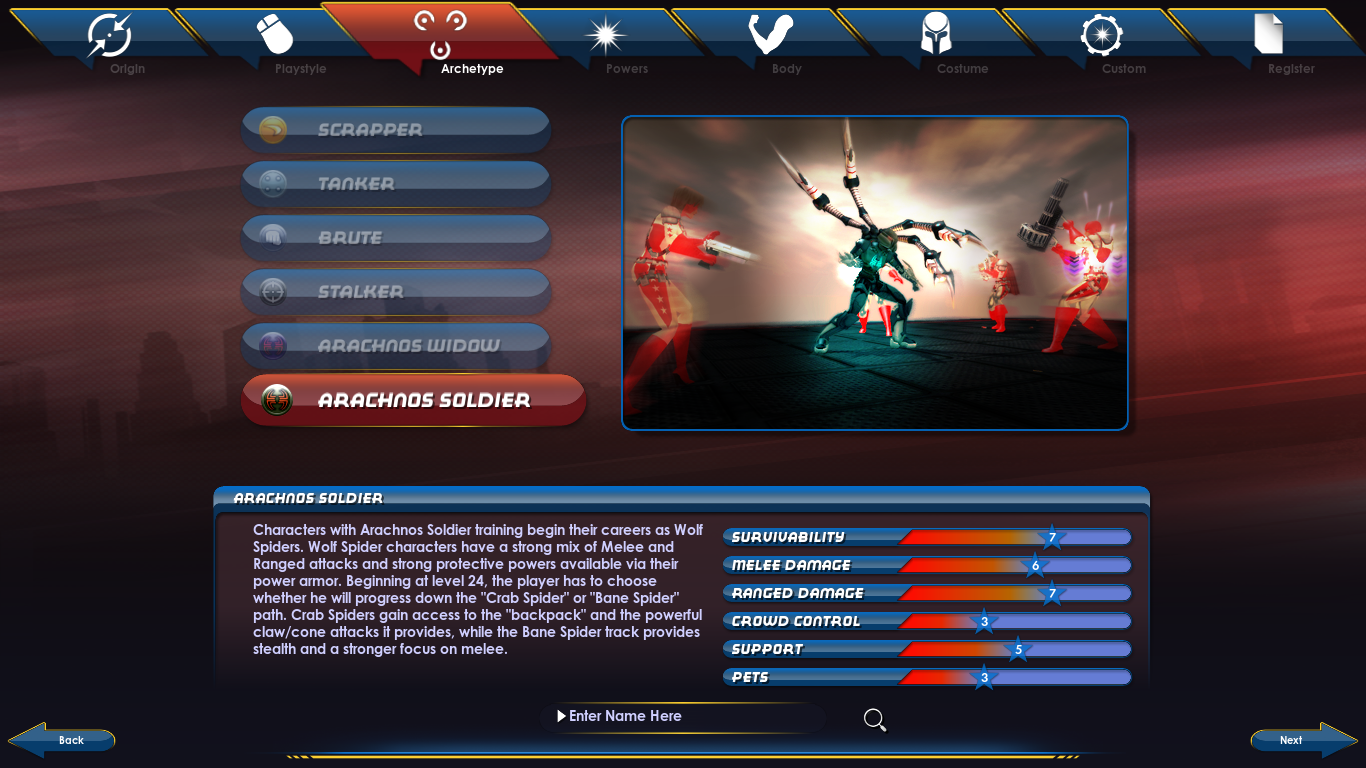 Origin
Playstyle
Archetype
Powers
Body
Costume
Custom
Register
SCRAPPER
TANKER
BRUTE
STALKER
ARACHNOS WIDOW
ARACHNOS SOLDIER
ARACHNOS SOLDIER
Characters with Arachnos Soldier training begin their careers as Wolf
Spiders. Wolf Spider characters have a strong mix of Melee and
Ranged attacks and strong protective powers available via their
power armor. Beginning at level 24, the player has to choose
whether he will progress down the "Crab Spider" or "Bane Spider"
path. Crab Spiders gain access to the "backpack" and the powerful
claw/cone attacks it provides, while the Bane Spider track provides
stealth and a stronger focus on melee.
SURVIVABILITY 7
MELEE DAMAGE 6
RANGED DAMAGE 7
CROWD CONTROL 3
SUPPORT 5
PETS 3
Enter Name Here
Back
Next